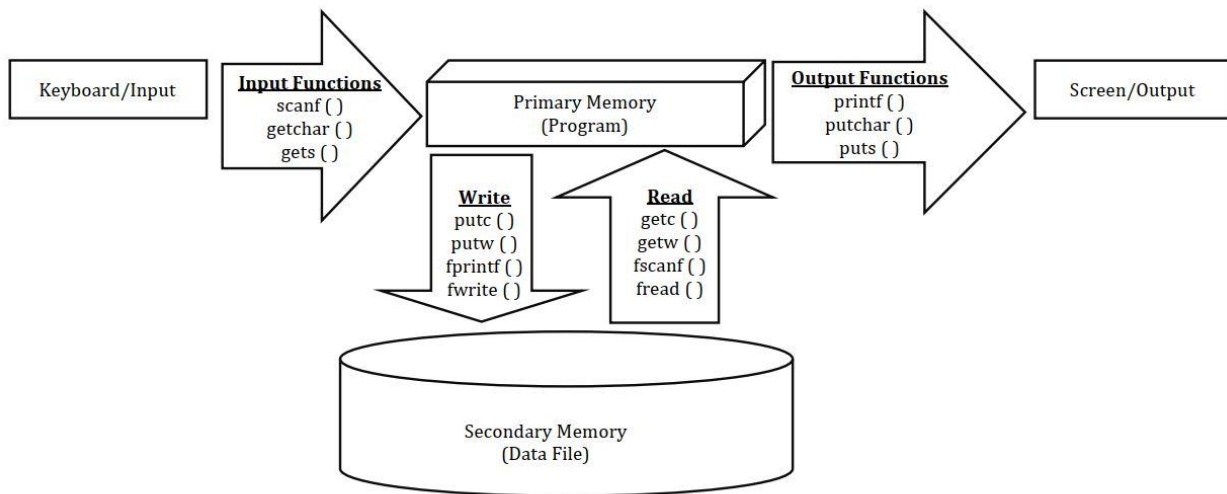 Keyboard/Input
Input Functions
scanf ( )
getchar ( )
gets ( )
Primary Memory
(Program)
Output Functions
printf ( )
putchar ( )
puts ( )
Screen/Output
Write
putc ( )
putw ( )
fprintf ( )
fwrite ( )
Read
getc ( )
getw ( )
fscanf ( )
fread ( )
Secondary Memory
(Data File)